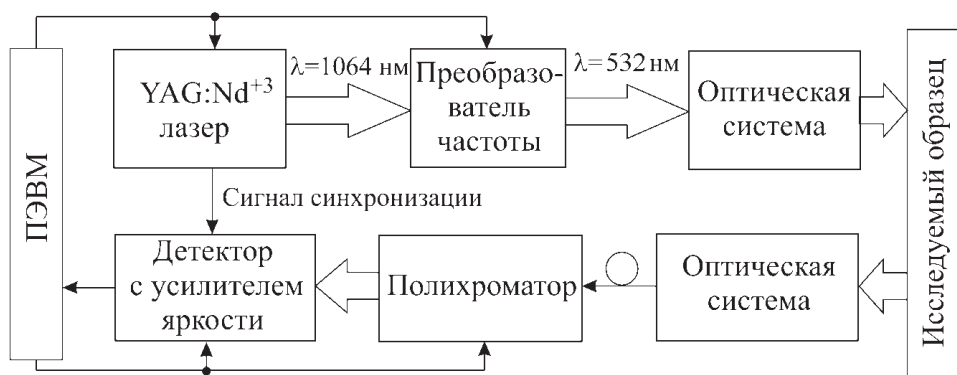 ПЭВМ
YAG:Nd⁺³
лазер
λ=1064 нм
Преобразо-
ватель
частоты
λ=532 нм
Оптическая
система
Исследуемый образец
Сигнал синхронизации
Детектор
с усилителем
яркости
Полихроматор
Оптическая
система